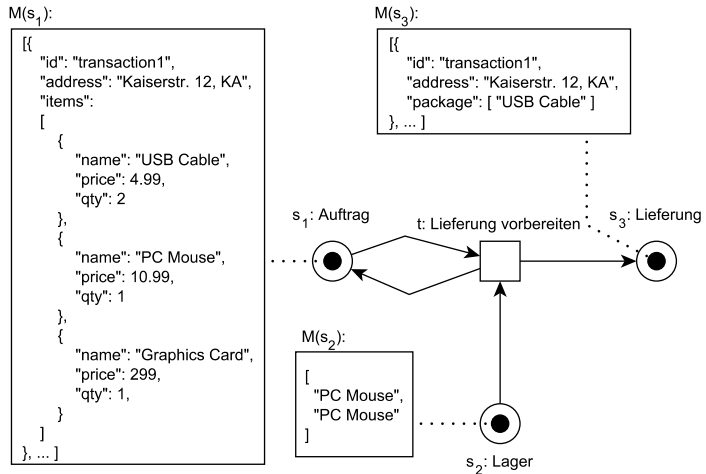 M(s1):
[{
"id": "transaction1",
"address": "Kaiserstr. 12, KA",
"items":
[
{
"name": "USB Cable",
"price": 4.99,
"qty": 2
},
{
"name": "PC Mouse",
"price": 10.99,
"qty": 1
},
{
"name": "Graphics Card",
"price": 299,
"qty": 1,
}
]
}, ... ]
M(s3):
[{
"id": "transaction1",
"address": "Kaiserstr. 12, KA",
"package": [ "USB Cable" ]
}, ... ]
s1: Auftrag
t: Lieferung vorbereiten
s3: Lieferung
M(s2):
[
"PC Mouse",
"PC Mouse"
]
s2: Lager